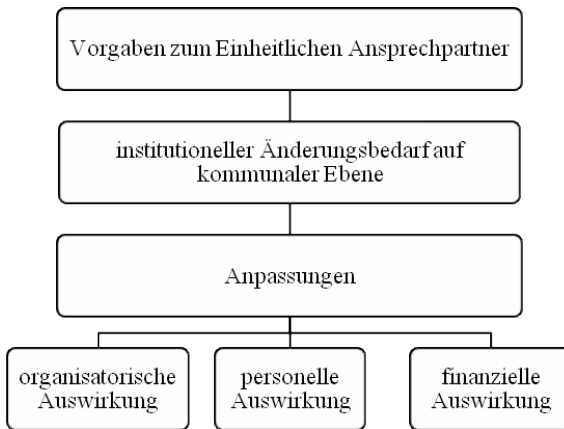 Vorgaben zum Einheitlichen Ansprechpartner
institutioneller Änderungsbedarf auf
kommunaler Ebene
Anpassungen
organisatorische
Auswirkung
personelle
Auswirkung
finanzielle
Auswirkung